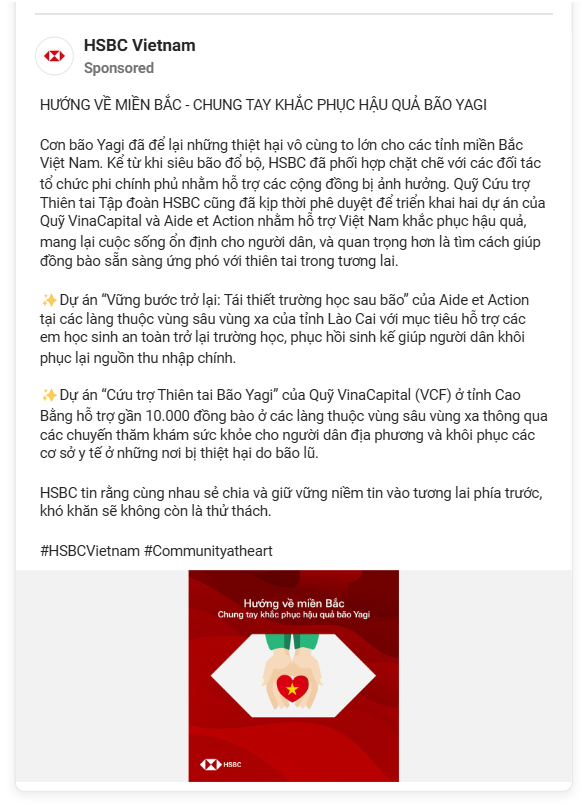 HSBC Vietnam
Sponsored
HƯỚNG VỀ MIỀN BẮC - CHUNG TAY KHẮC PHỤC HẬU QUẢ BÃO YAGI
Cơn bão Yagi đã để lại những thiệt hại vô cùng to lớn cho các tỉnh miền Bắc
Việt Nam. Kể từ khi siêu bão đổ bộ, HSBC đã phối hợp chặt chẽ với các đối tác
tổ chức phi chính phủ nhằm hỗ trợ các cộng đồng bị ảnh hưởng. Quỹ Cứu trợ
Thiên tai Tập đoàn HSBC cũng đã kịp thời phê duyệt để triển khai hai dự án của
Quỹ VinaCapital và Aide et Action nhằm hỗ trợ Việt Nam khắc phục hậu quả,
mang lại cuộc sống ổn định cho người dân, và quan trọng hơn là tìm cách giúp
đồng bào sẵn sàng ứng phó với thiên tai trong tương lai.
✨Dự án “Vững bước trở lại: Tái thiết trường học sau bão” của Aide et Action
tại các làng thuộc vùng sâu vùng xa của tỉnh Lào Cai với mục tiêu hỗ trợ các
em học sinh an toàn trở lại trường học, phục hồi sinh kế giúp người dân khôi
phục lại nguồn thu nhập chính.
✨Dự án “Cứu trợ Thiên tai Bão Yagi” của Quỹ VinaCapital (VCF) ở tỉnh Cao
Bằng hỗ trợ gần 10.000 đồng bào ở các làng thuộc vùng sâu vùng xa thông qua
các chuyến thăm khám sức khỏe cho người dân địa phương và khôi phục các
cơ sở y tế ở những nơi bị thiệt hại do bão lũ.
HSBC tin rằng cùng nhau sẻ chia và giữ vững niềm tin vào tương lai phía trước,
khó khăn sẽ không còn là thử thách.
#HSBCVietnam #Communityatheart
Hướng về miền Bắc
Chung tay khắc phục hậu quả bão Yagi
HSBC